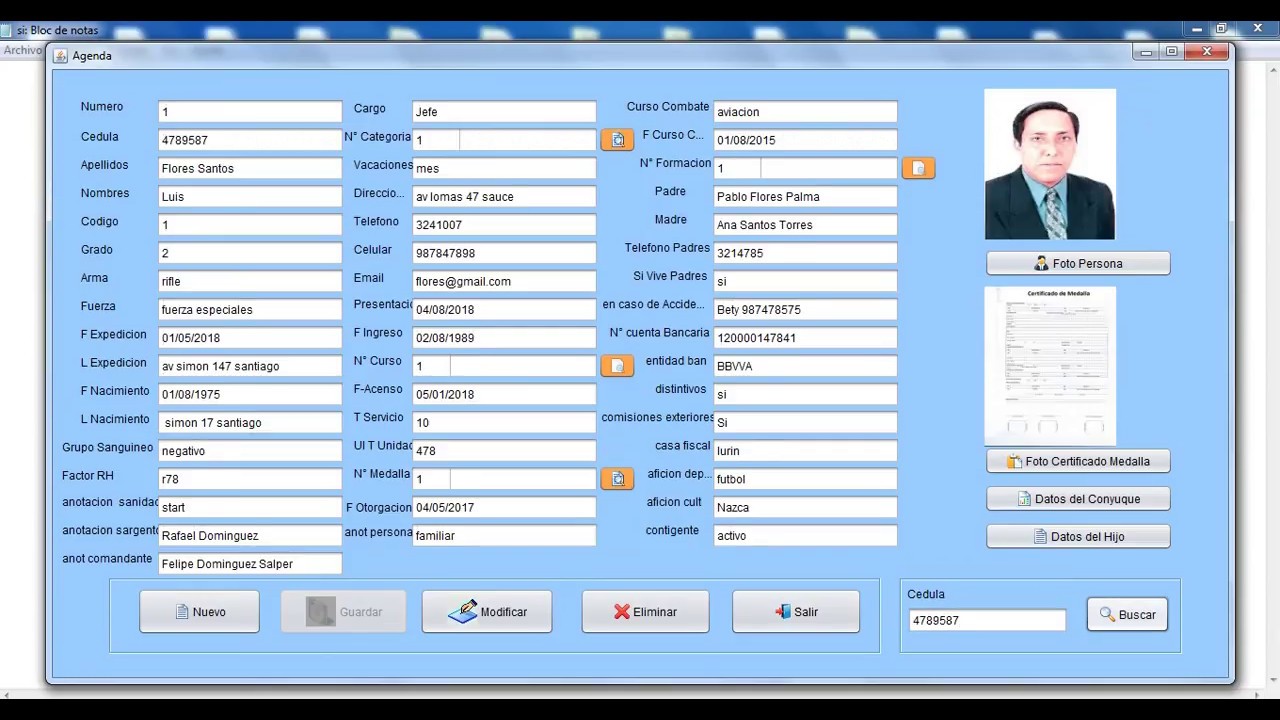 si: Bloc de notas
Archivo
Agenda
Numero 1
Cedula 4789587
Apellidos Flores Santos
Nombres Luis
Codigo 1
Grado 2
Arma rifle
Fuerza fuerza especiales
F Expedicion 01/05/2018
L Expedicion av simon 147 santiago
F Nacimiento 01/08/1975
L Nacimiento simon 17 santiago
Grupo Sanguineo negativo
Factor RH r78
anotacion sanidad start
anotacion sargento Rafael Dominguez
anot comandante Felipe Dominguez Salper
Cargo Jefe
N° Categoria 1
Vacaciones mes
Direccio... av lomas 47 sauce
Telefono 3241007
Celular 987847898
Email flores@gmail.com
04/08/2018
F Ingreso 02/08/1989
Curso 1
F-Acenso 05/01/2018
T Servicio 10
Ul T Unidad 478
N° Medalla 1
F Otorgacion 04/05/2017
anot persona familiar
Curso Combate aviacion
F Curso C... 01/08/2015
N° Formacion 1
Padre Pablo Flores Palma
Madre Ana Santos Torres
Telefono Padres 3214785
Si Vive Padres si
en caso de Accide... Bety 987478575
N° cuenta Bancaria 120000147841
entidad ban BBVVA
distintivos si
comisiones exteriores Si
casa fiscal lurin
aficion dep... futbol
aficion cult Nazca
contigente activo
Foto Persona
Certificado de Medalla
Foto Certificado Medalla
Datos del Conyuque
Datos del Hijo
Nuevo
Guardar
Modificar
Eliminar
Salir
Cedula
4789587
Buscar